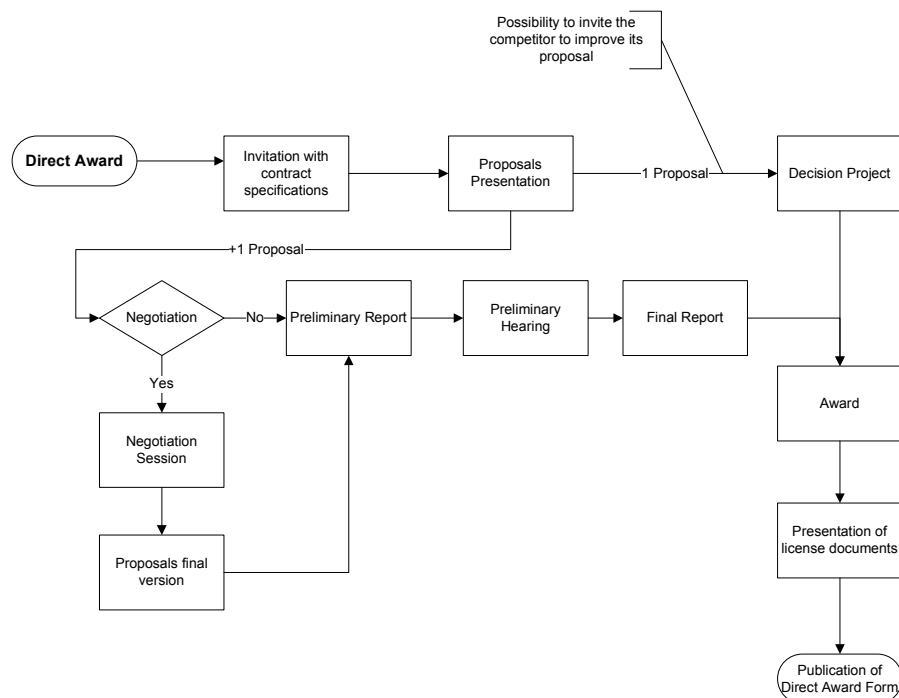 Possibility to invite the
competitor to improve its
proposal
Direct Award
Invitation with
contract
specifications
Proposals
Presentation
1 Proposal
Decision Project
+1 Proposal
Negotiation
No
Preliminary Report
Preliminary
Hearing
Final Report
Yes
Negotiation
Session
Award
Proposals final
version
Presentation of
license documents
Publication of
Direct Award Form